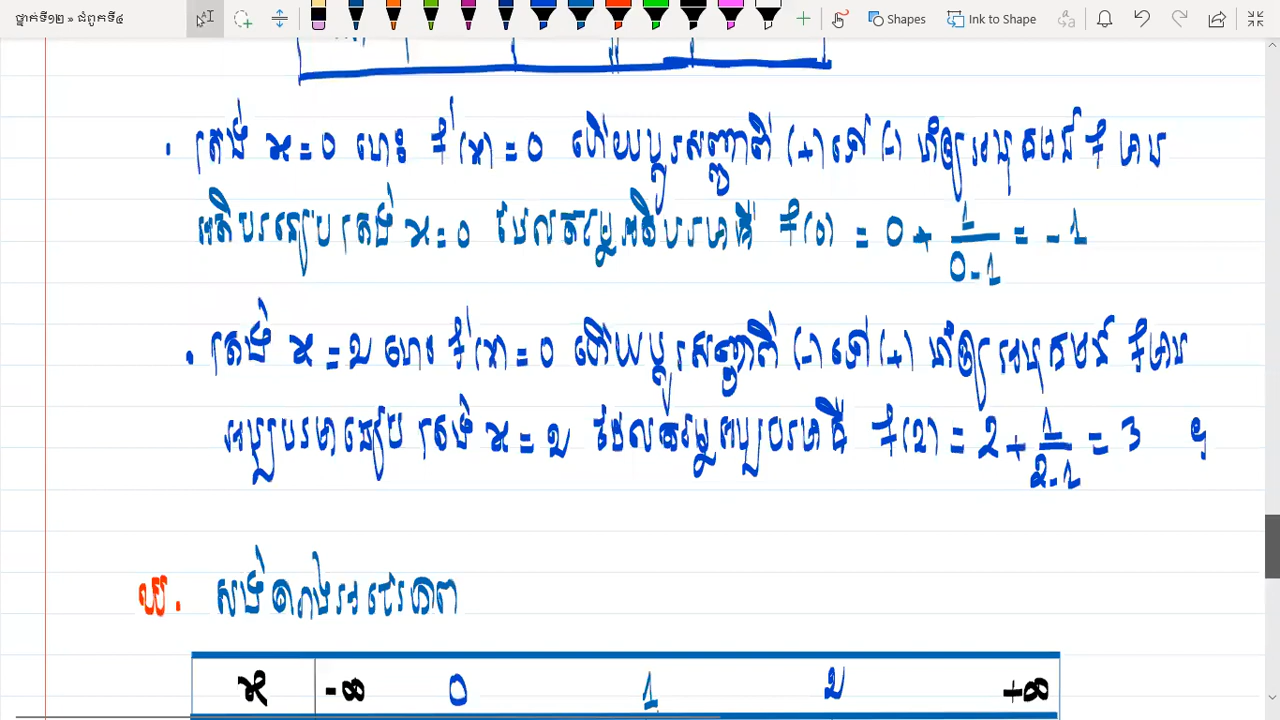 ផ្នាក់ទី១២ » ជំពូកទី៤
Shapes
Ink to Shape
• ត្រង់ x=0 នោះ f'(x)=0 ហើយប្តូរសញ្ញាពី (+) ទៅ (-) នាំឲ្យអនុគមន៍ f មាន
អតិបរមាធៀប ត្រង់ x=0 ដែលតម្លៃអតិបរមាគឺ f(0) = 0 + 1/(0-1) = -1
• ត្រង់ x=2 នោះ f'(x)=0 ហើយប្តូរសញ្ញាពី (-) ទៅ (+) នាំឲ្យអនុគមន៍ f មាន
អប្បបរមាធៀប ត្រង់ x=2 ដែលតម្លៃអប្បបរមាគឺ f(2) = 2 + 1/(2-1) = 3 ។
ឃ. សង់តារាងអថេរភាព
x -∞ 0 1 2 +∞